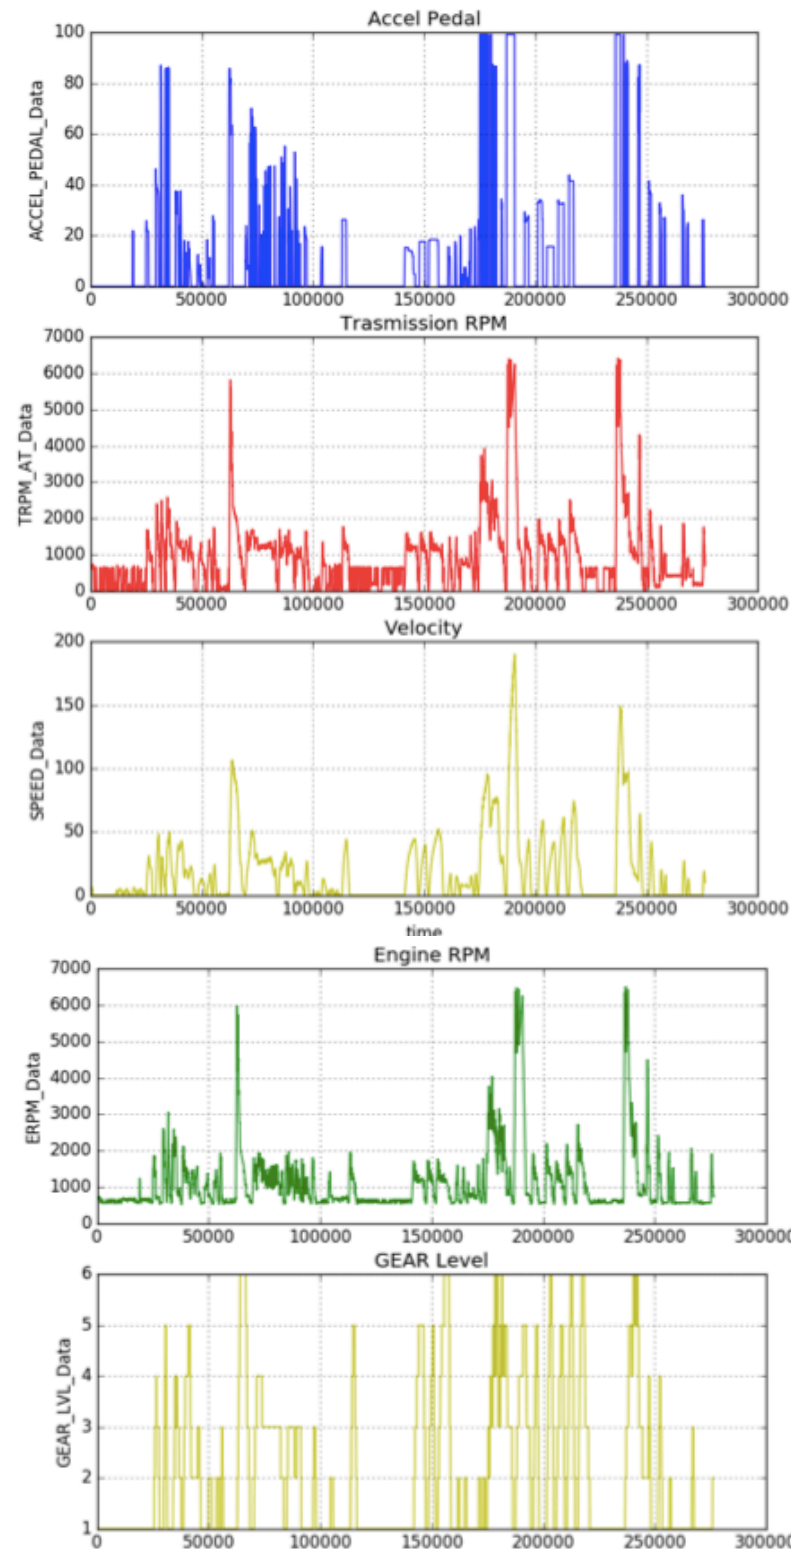 Accel Pedal
100
80
60
40
20
0
ACCEL_PEDAL_Data
0 50000 100000 150000 200000 250000 300000
Trasmission RPM
7000
6000
5000
4000
3000
2000
1000
0
TRPM_AT_Data
0 50000 100000 150000 200000 250000 300000
Velocity
200
150
100
50
0
SPEED_Data
0 50000 100000 150000 200000 250000 300000
time
Engine RPM
7000
6000
5000
4000
3000
2000
1000
0
ERPM_Data
0 50000 100000 150000 200000 250000 300000
GEAR Level
6
5
4
3
2
1
GEAR_LVL_Data
0 50000 100000 150000 200000 250000 300000